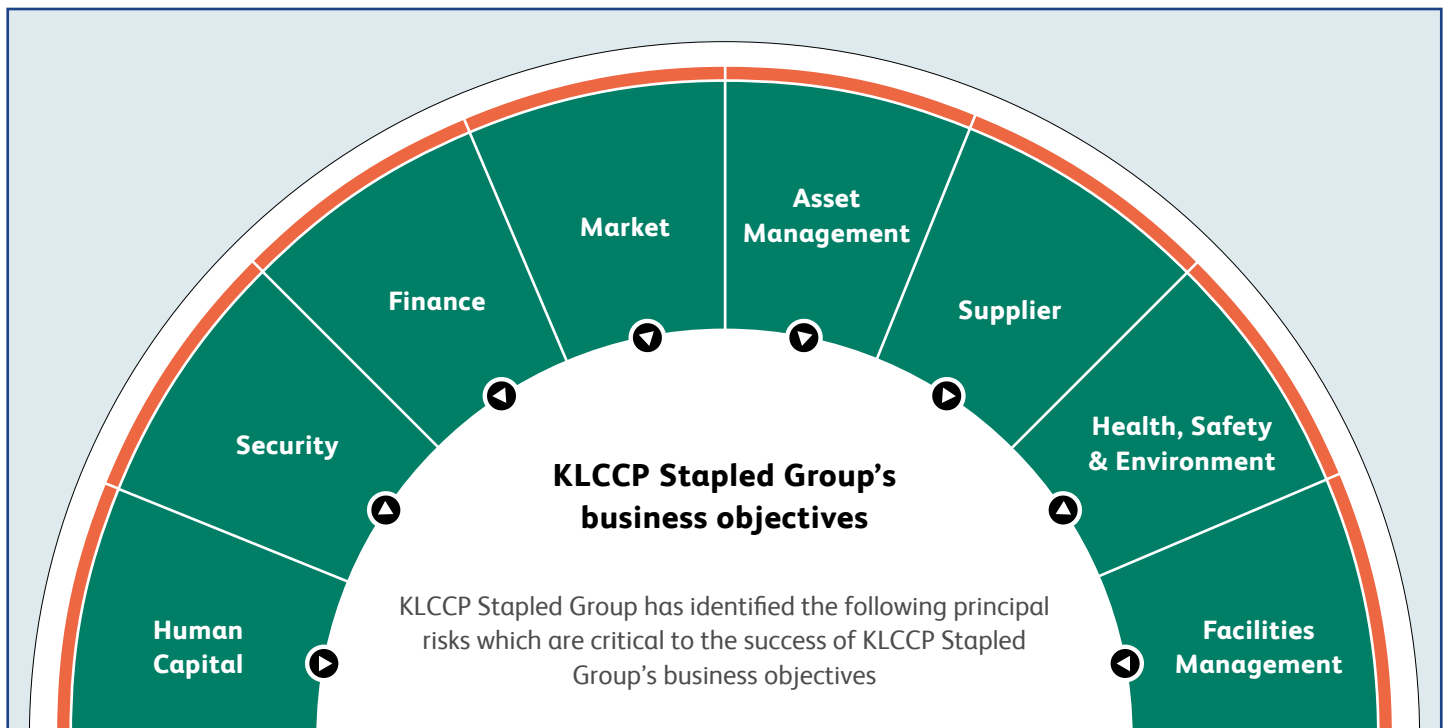 Human
Capital
Security
Finance
Market
Asset
Management
Supplier
Health, Safety
& Environment
Facilities
Management
KLCCP Stapled Group’s
business objectives
KLCCP Stapled Group has identified the following principal
risks which are critical to the success of KLCCP Stapled
Group’s business objectives